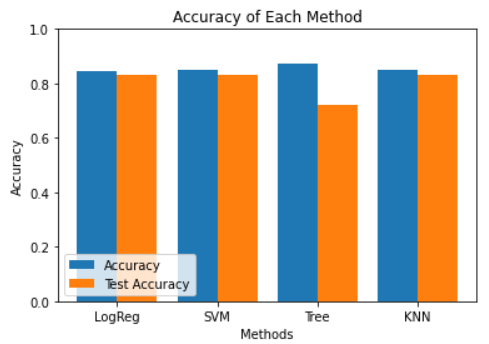 Accuracy of Each Method
1.0
0.8
0.6
0.4
0.2
0.0
Accuracy
Accuracy
Test Accuracy
LogReg SVM Tree KNN
Methods